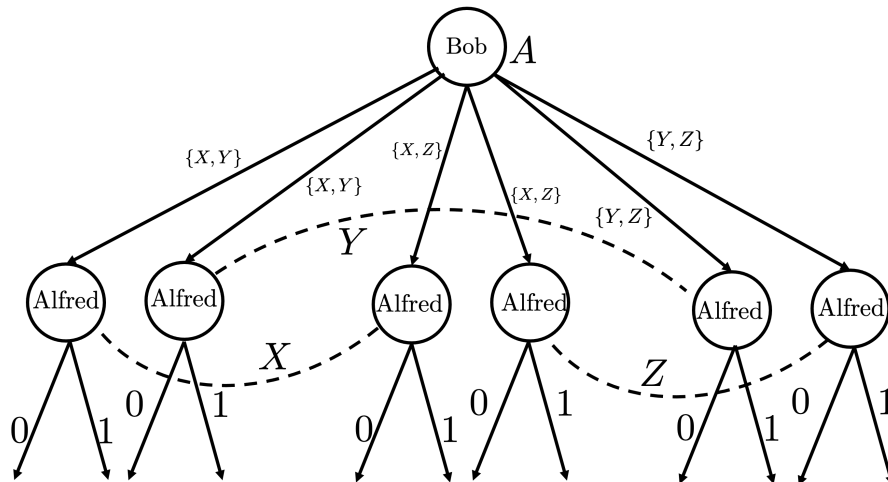 Bob A
{X, Y}
{X, Y}
{X, Z}
{X, Z}
{Y, Z}
{Y, Z}
Y
Alfred Alfred Alfred Alfred Alfred Alfred
X
Z
0 1 0 1 0 1 0 1 0 1 0 1